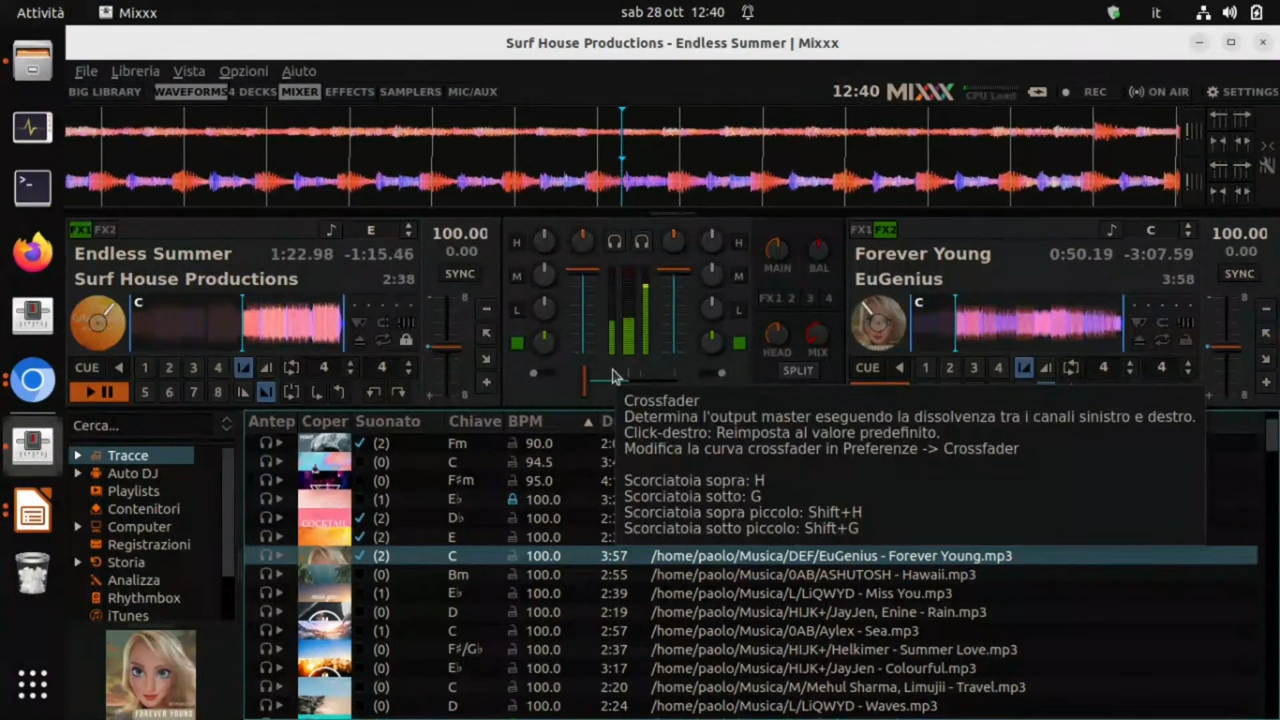 Attività
Mixxx
sab 28 ott 12:40
it
Surf House Productions - Endless Summer | Mixxx
File Libreria Vista Opzioni Aiuto
BIG LIBRARY WAVEFORMS 4 DECKS MIXER EFFECTS SAMPLERS MIC/AUX
12:40 MIXXX CPU Load REC ON AIR SETTINGS
FX1 FX2 E 100.00
Endless Summer 1:22.98 -1:15.46 0.00
Surf House Productions 2:38 SYNC
C 8
CUE 1 2 3 4 4 4
5 6 7 8 8
H H
M M
L L
MAIN BAL
FX 1 2 3 4
HEAD MIX
SPLIT
FX1 FX2 C 100.00
Forever Young 0:50.19 -3:07.59 0.00
EuGenius 3:58 SYNC
C 8
CUE 1 2 3 4 4 4
8
Crossfader
Determina l'output master eseguendo la dissolvenza tra i canali sinistro e destro.
Click-destro: Reimposta al valore predefinito.
Modifica la curva crossfader in Preferenze -> Crossfader
Scorciatoia sopra: H
Scorciatoia sotto: G
Scorciatoia sopra piccolo: Shift+H
Scorciatoia sotto piccolo: Shift+G
Cerca...
Tracce
Auto DJ
Playlists
Contenitori
Computer
Registrazioni
Storia
Analizza
Rhythmbox
iTunes
FOREVER YOUNG
Antep Coper Suonato Chiave BPM
(2) Fm 90.0
(0) C 94.5
(0) F♯m 95.0
(1) E♭ 100.0
COCKTAIL (2) D♭ 100.0
(2) E 100.0
(2) C 100.0 3:57 /home/paolo/Musica/DEF/EuGenius - Forever Young.mp3
(0) Bm 100.0 2:55 /home/paolo/Musica/0AB/ASHUTOSH - Hawaii.mp3
(1) E♭ 100.0 2:39 /home/paolo/Musica/L/LiQWYD - Miss You.mp3
(0) D 100.0 2:19 /home/paolo/Musica/HIJK+/JayJen, Enine - Rain.mp3
(1) C 100.0 2:57 /home/paolo/Musica/0AB/Aylex - Sea.mp3
(0) F♯/G♭ 100.0 2:37 /home/paolo/Musica/HIJK+/Helkimer - Summer Love.mp3
(0) E♭ 100.0 3:17 /home/paolo/Musica/HIJK+/JayJen - Colourful.mp3
(0) C 100.0 2:20 /home/paolo/Musica/M/Mehul Sharma, Limujii - Travel.mp3
(0) D 100.0 2:24 /home/paolo/Musica/L/LiQWYD - Waves.mp3